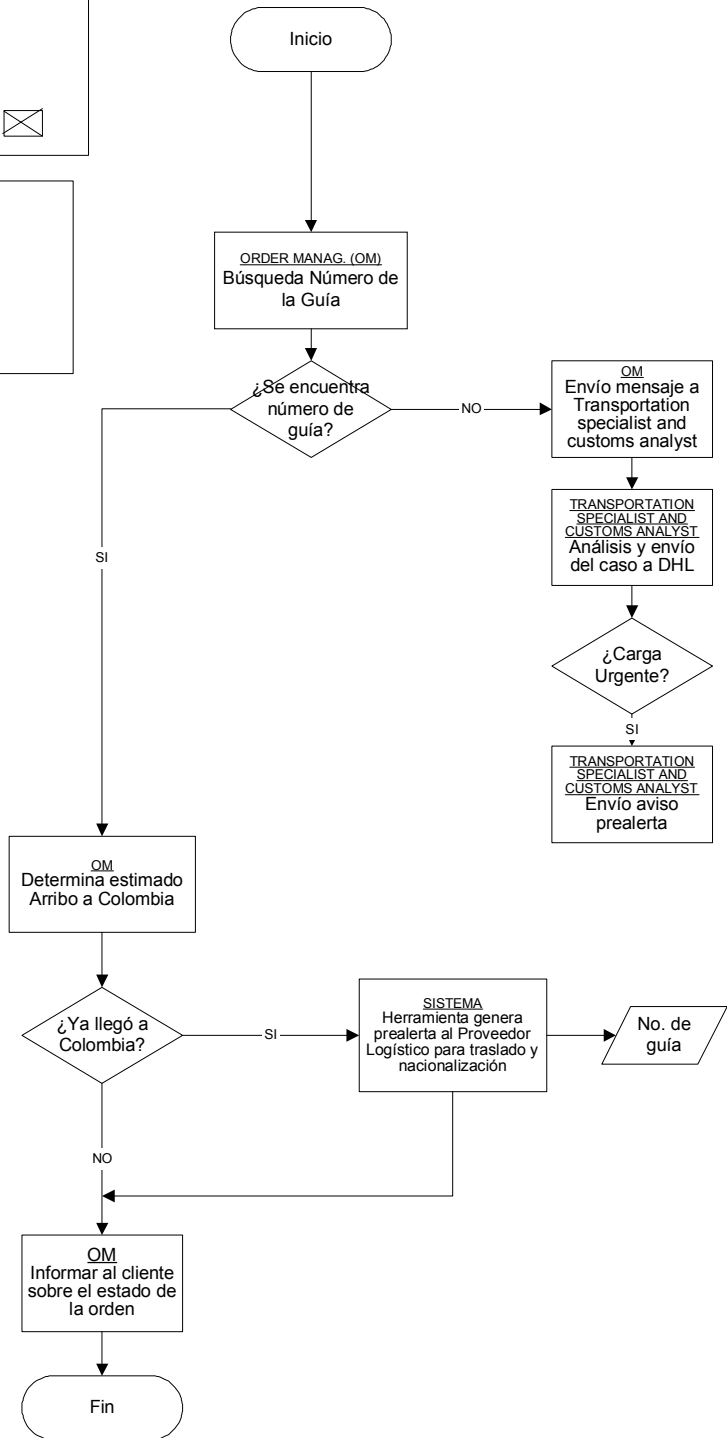 Inicio
ORDER MANAG. (OM)
Búsqueda Número de
la Guía
¿Se encuentra
número de
guía?
NO
OM
Envío mensaje a
Transportation
specialist and
customs analyst
TRANSPORTATION
SPECIALIST AND
CUSTOMS ANALYST
Análisis y envío
del caso a DHL
¿Carga
Urgente?
SI
TRANSPORTATION
SPECIALIST AND
CUSTOMS ANALYST
Envío aviso
prealerta
SI
OM
Determina estimado
Arribo a Colombia
¿Ya llegó a
Colombia?
SI
SISTEMA
Herramienta genera
prealerta al Proveedor
Logístico para traslado y
nacionalización
No. de
guía
NO
OM
Informar al cliente
sobre el estado de
la orden
Fin